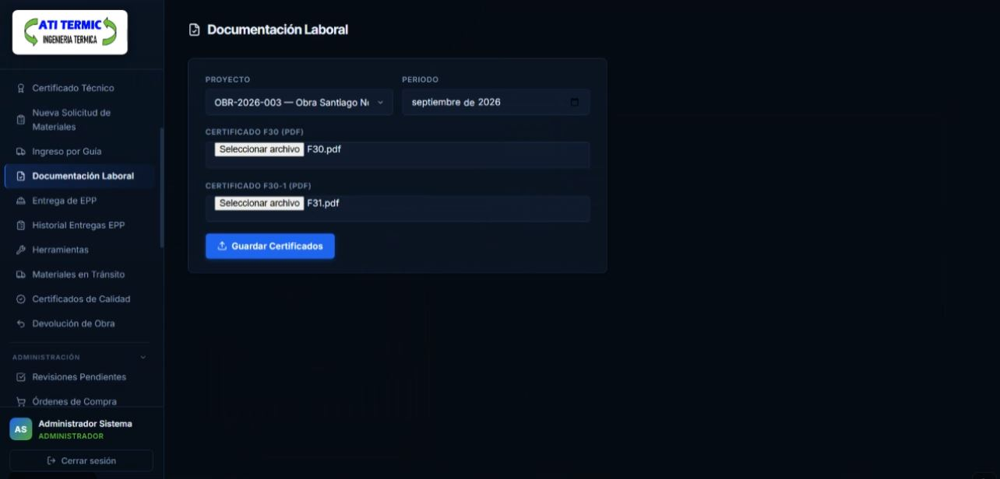 ATI TERMIC
INGENIERIA TERMICA
Certificado Técnico
Nueva Solicitud de
Materiales
Ingreso por Guía
Documentación Laboral
Entrega de EPP
Historial Entregas EPP
Herramientas
Materiales en Tránsito
Certificados de Calidad
Devolución de Obra
ADMINISTRACIÓN
Revisiones Pendientes
Órdenes de Compra
AS
Administrador Sistema
ADMINISTRADOR
Cerrar sesión
Documentación Laboral
PROYECTO
OBR-2026-003 — Obra Santiago
PERIODO
septiembre de 2026
CERTIFICADO F30 (PDF)
Seleccionar archivo F30.pdf
CERTIFICADO F30-1 (PDF)
Seleccionar archivo F31.pdf
Guardar Certificados